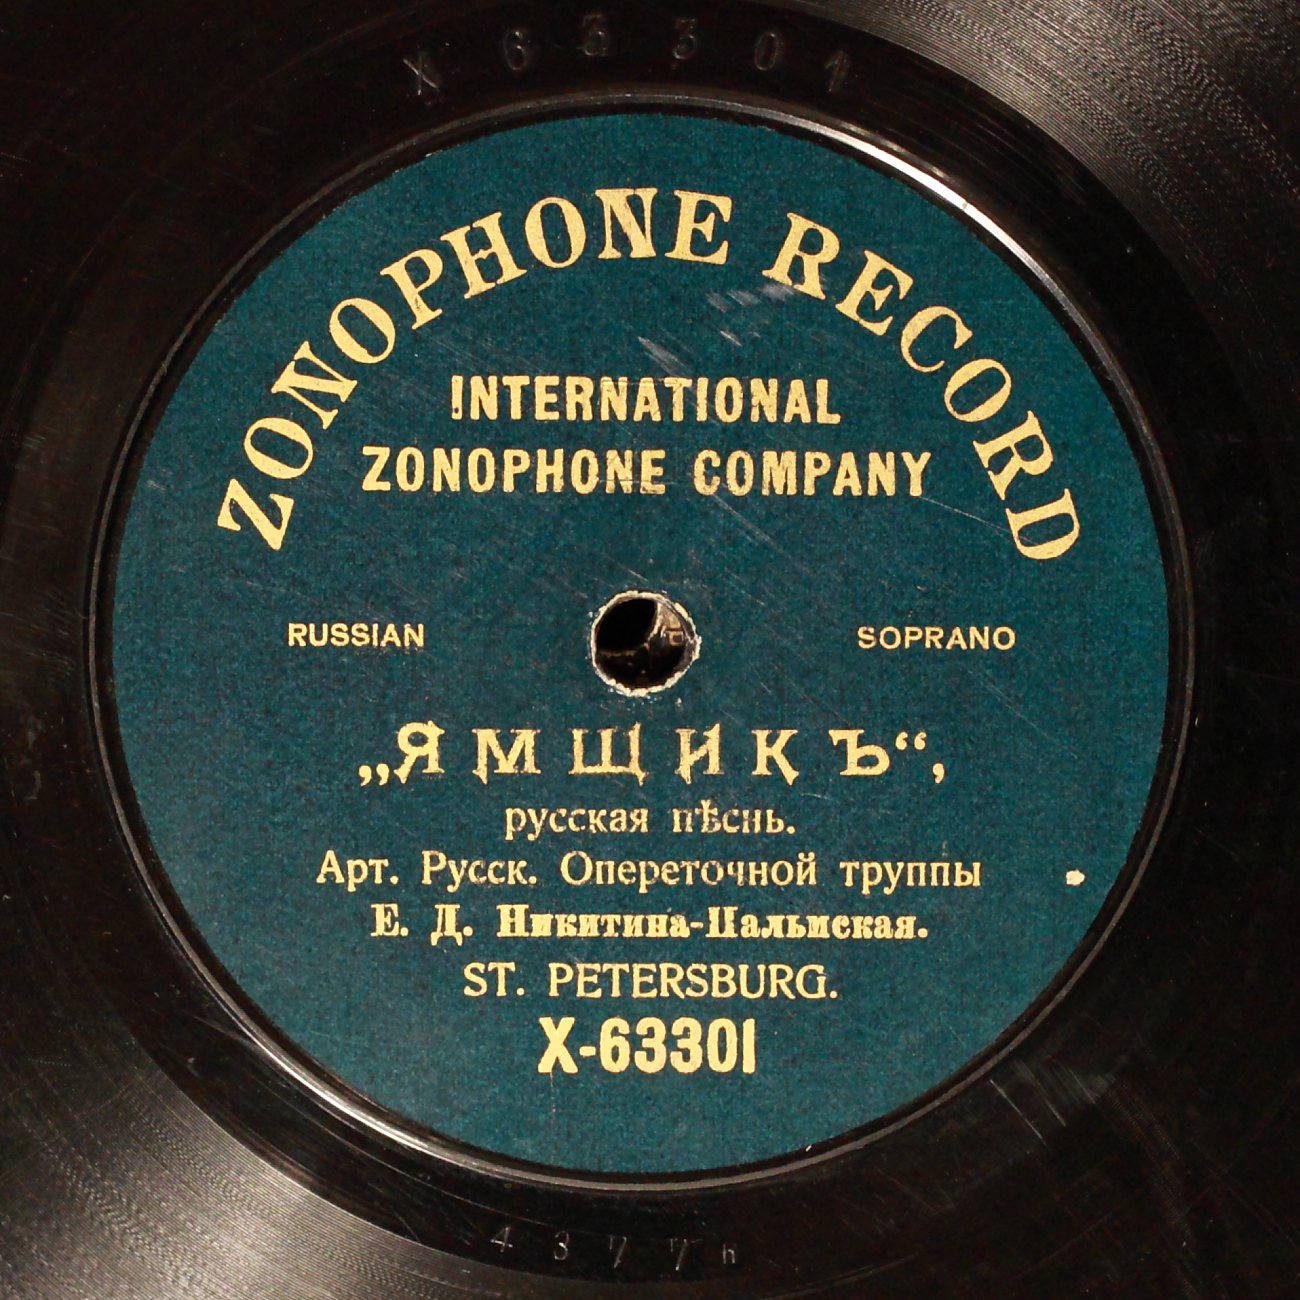 X 63301
ZONOPHONE RECORD
INTERNATIONAL
ZONOPHONE COMPANY
RUSSIAN
SOPRANO
„ЯМЩИКЪ“,
русская пѣснь.
Арт. Русск. Опереточной труппы
Е. Д. Никитина-Пальмская.
ST. PETERSBURG.
X-63301
4377h